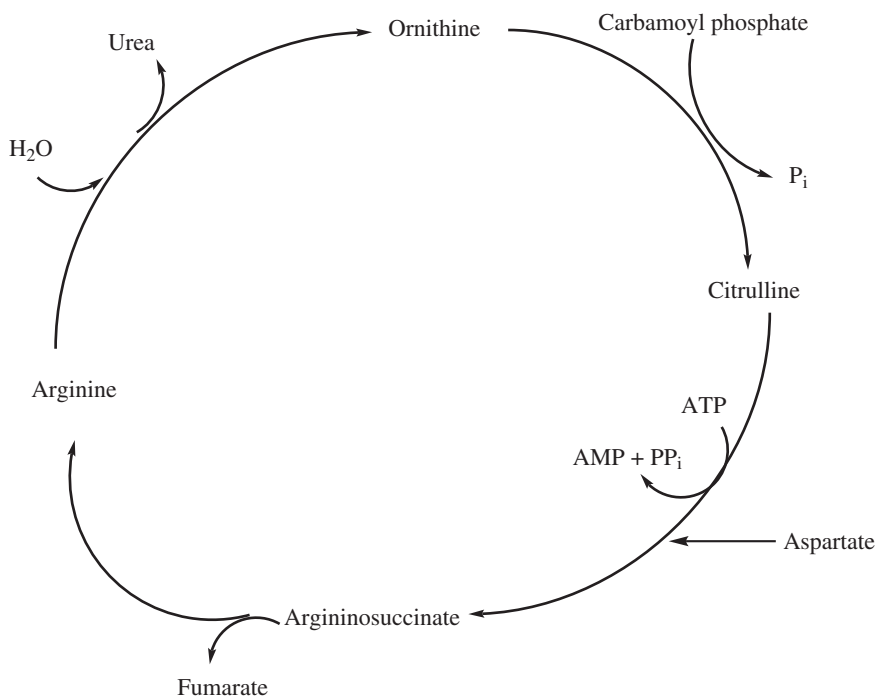 Urea
Ornithine
Carbamoyl phosphate
H₂O
Pᵢ
Citrulline
Arginine
ATP
AMP + PPᵢ
Aspartate
Argininosuccinate
Fumarate